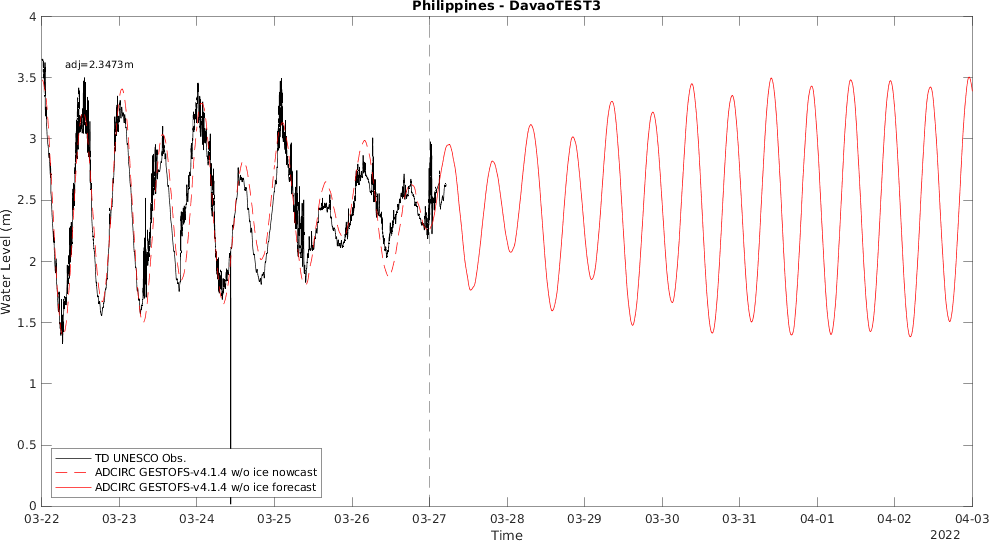 Philippines - DavaoTEST3
4
adj=2.3473m
3.5
3
2.5
2
1.5
1
0.5
0
Water Level (m)
TD UNESCO Obs.
ADCIRC GESTOFS-v4.1.4 w/o ice nowcast
ADCIRC GESTOFS-v4.1.4 w/o ice forecast
03-22 03-23 03-24 03-25 03-26 03-27 03-28 03-29 03-30 03-31 04-01 04-02 04-03
Time
2022